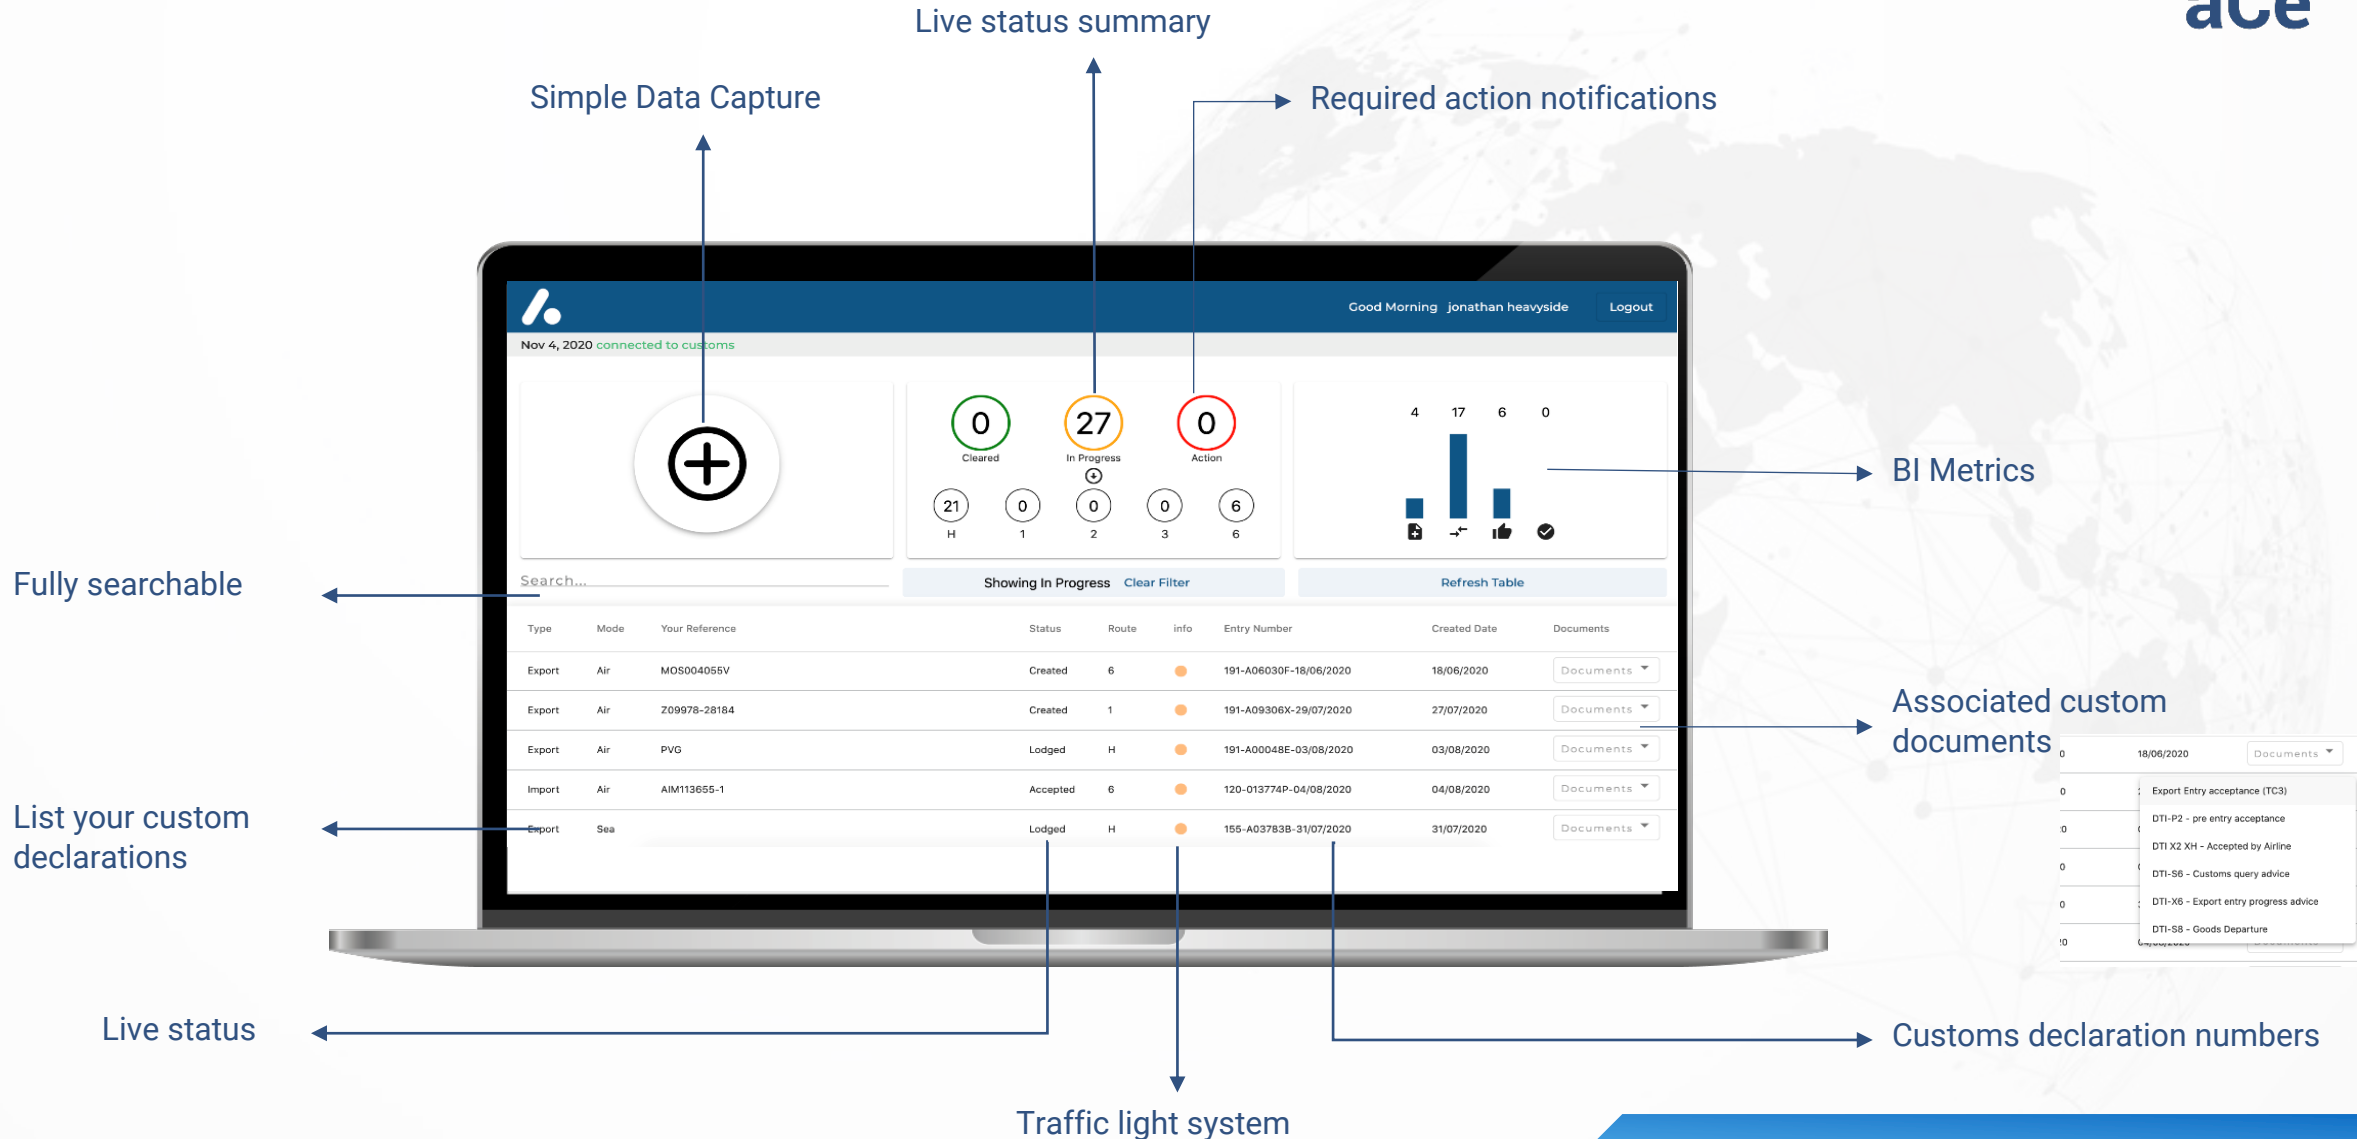 aCe
Live status summary
Simple Data Capture
Required action notifications
Good Morning jonathan heavyside Logout
Nov 4, 2020 connected to customs
0 27 0
Cleared In Progress Action
21 0 0 0 6
H 1 2 3 6
4 17 6 0
BI Metrics
Fully searchable
Search...
Showing In Progress Clear Filter
Refresh Table
Type Mode Your Reference Status Route info Entry Number Created Date Documents
Export Air MOS004055V Created 6 191-A06030F-18/06/2020 18/06/2020 Documents
Export Air Z09978-28184 Created 1 191-A09306X-29/07/2020 27/07/2020 Documents
Export Air PVG Lodged H 191-A00048E-03/08/2020 03/08/2020 Documents
Import Air AIM113655-1 Accepted 6 120-013774P-04/08/2020 04/08/2020 Documents
Export Sea Lodged H 155-A03783B-31/07/2020 31/07/2020 Documents
Associated custom
documents
18/06/2020 Documents
Export Entry acceptance (TC3)
DTI-P2 - pre entry acceptance
DTI X2 XH - Accepted by Airline
DTI-S6 - Customs query advice
DTI-X6 - Export entry progress advice
DTI-S8 - Goods Departure
List your custom
declarations
Live status
Customs declaration numbers
Traffic light system